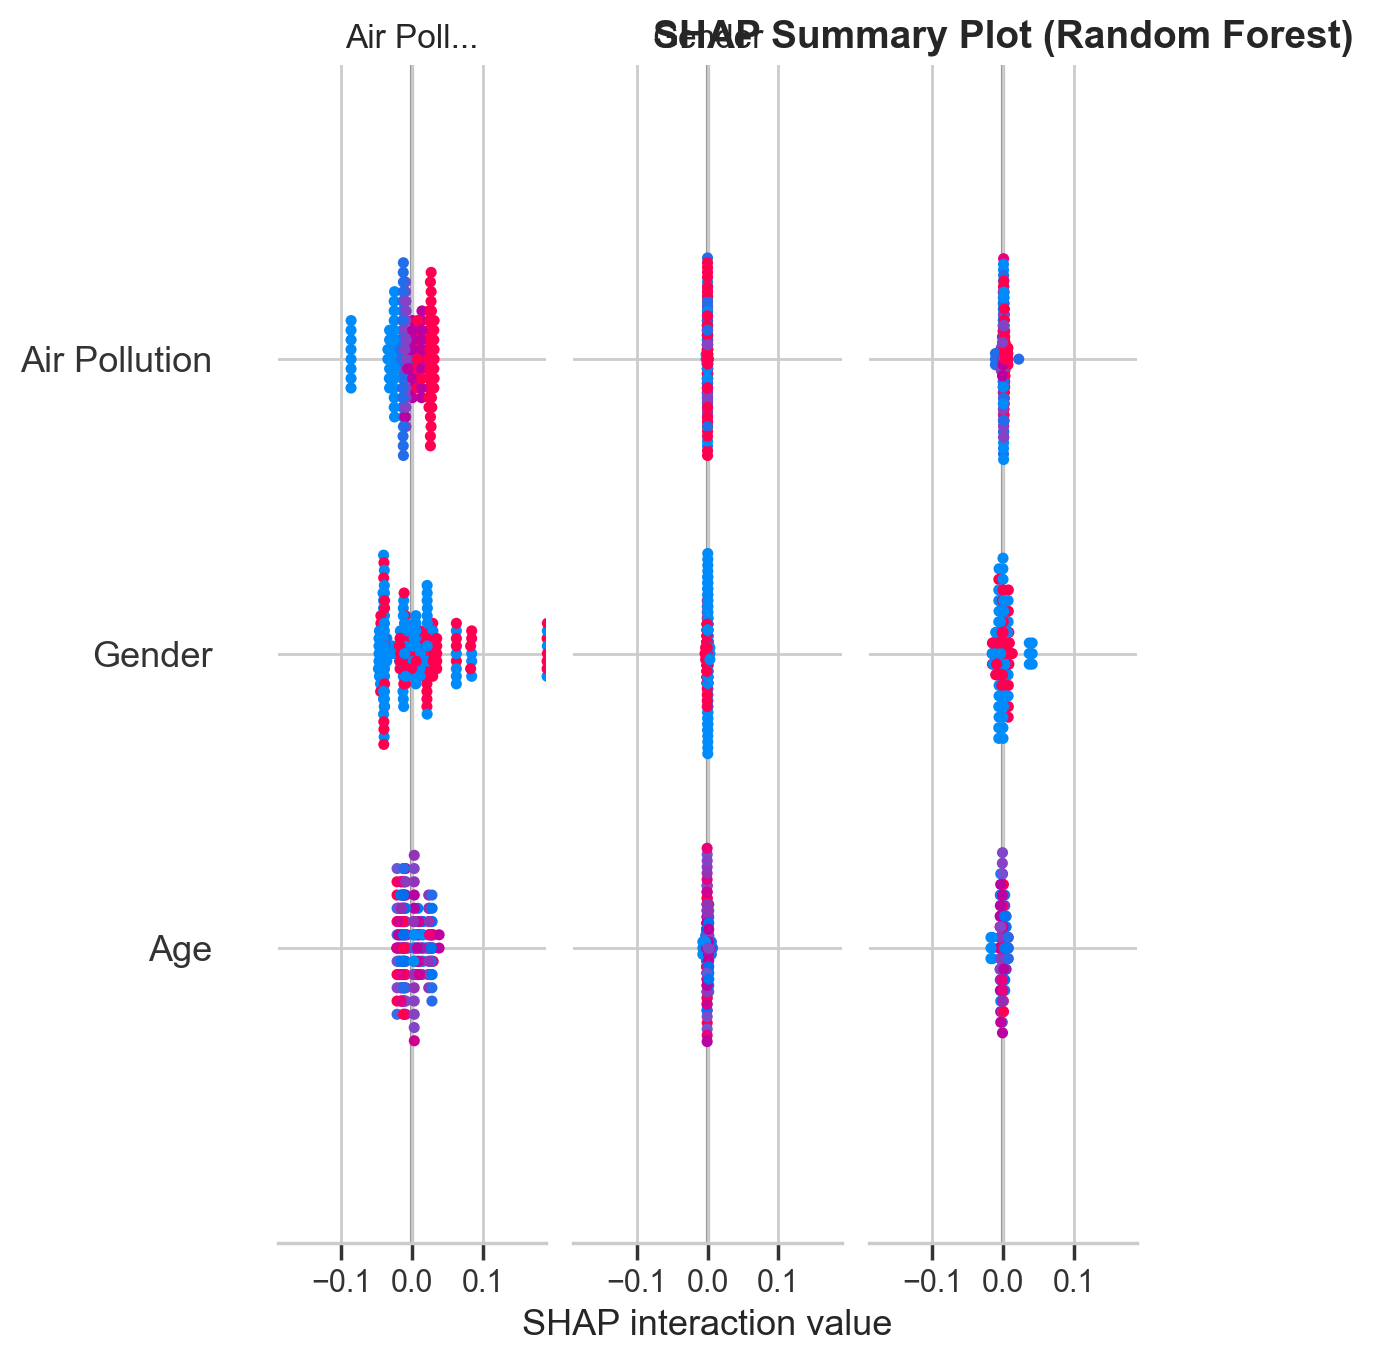 Air Poll...
Gender
SHAP Summary Plot (Random Forest)
Air Pollution
Gender
Age
−0.1 0.0 0.1 −0.1 0.0 0.1 −0.1 0.0 0.1
SHAP interaction value